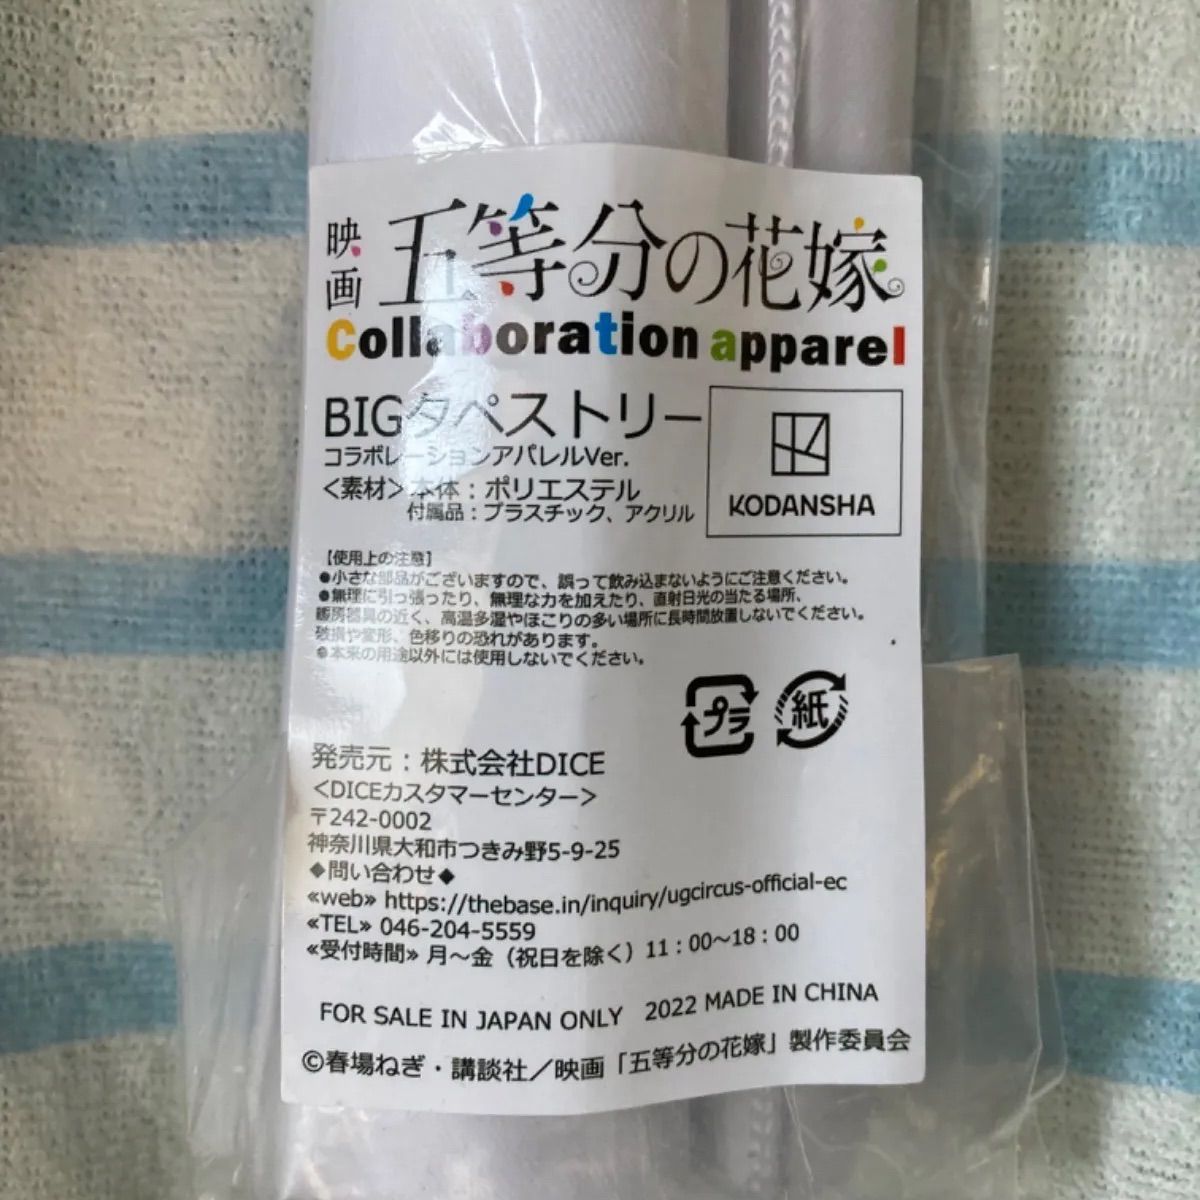 映画 五等分の花嫁
Collaboration apparel
BIGタペストリー
コラボレーションアパレルVer.
＜素材＞本体：ポリエステル
付属品：プラスチック、アクリル
KODANSHA
【使用上の注意】
●小さな部品がございますので、誤って飲み込まないようにご注意ください。
●無理に引っ張ったり、無理な力を加えたり、直射日光の当たる場所、
暖房器具の近く、高温多湿やほこりの多い場所に長時間放置しないでください。
破損や変形、色移りの恐れがあります。
●本来の用途以外には使用しないでください。
プラ
紙
発売元：株式会社DICE
＜DICEカスタマーセンター＞
〒242-0002
神奈川県大和市つきみ野5-9-25
◆問い合わせ◆
«web» https://thebase.in/inquiry/ugcircus-official-ec
«TEL» 046-204-5559
«受付時間» 月～金（祝日を除く）11：00～18：00
FOR SALE IN JAPAN ONLY 2022 MADE IN CHINA
©春場ねぎ・講談社／映画「五等分の花嫁」製作委員会